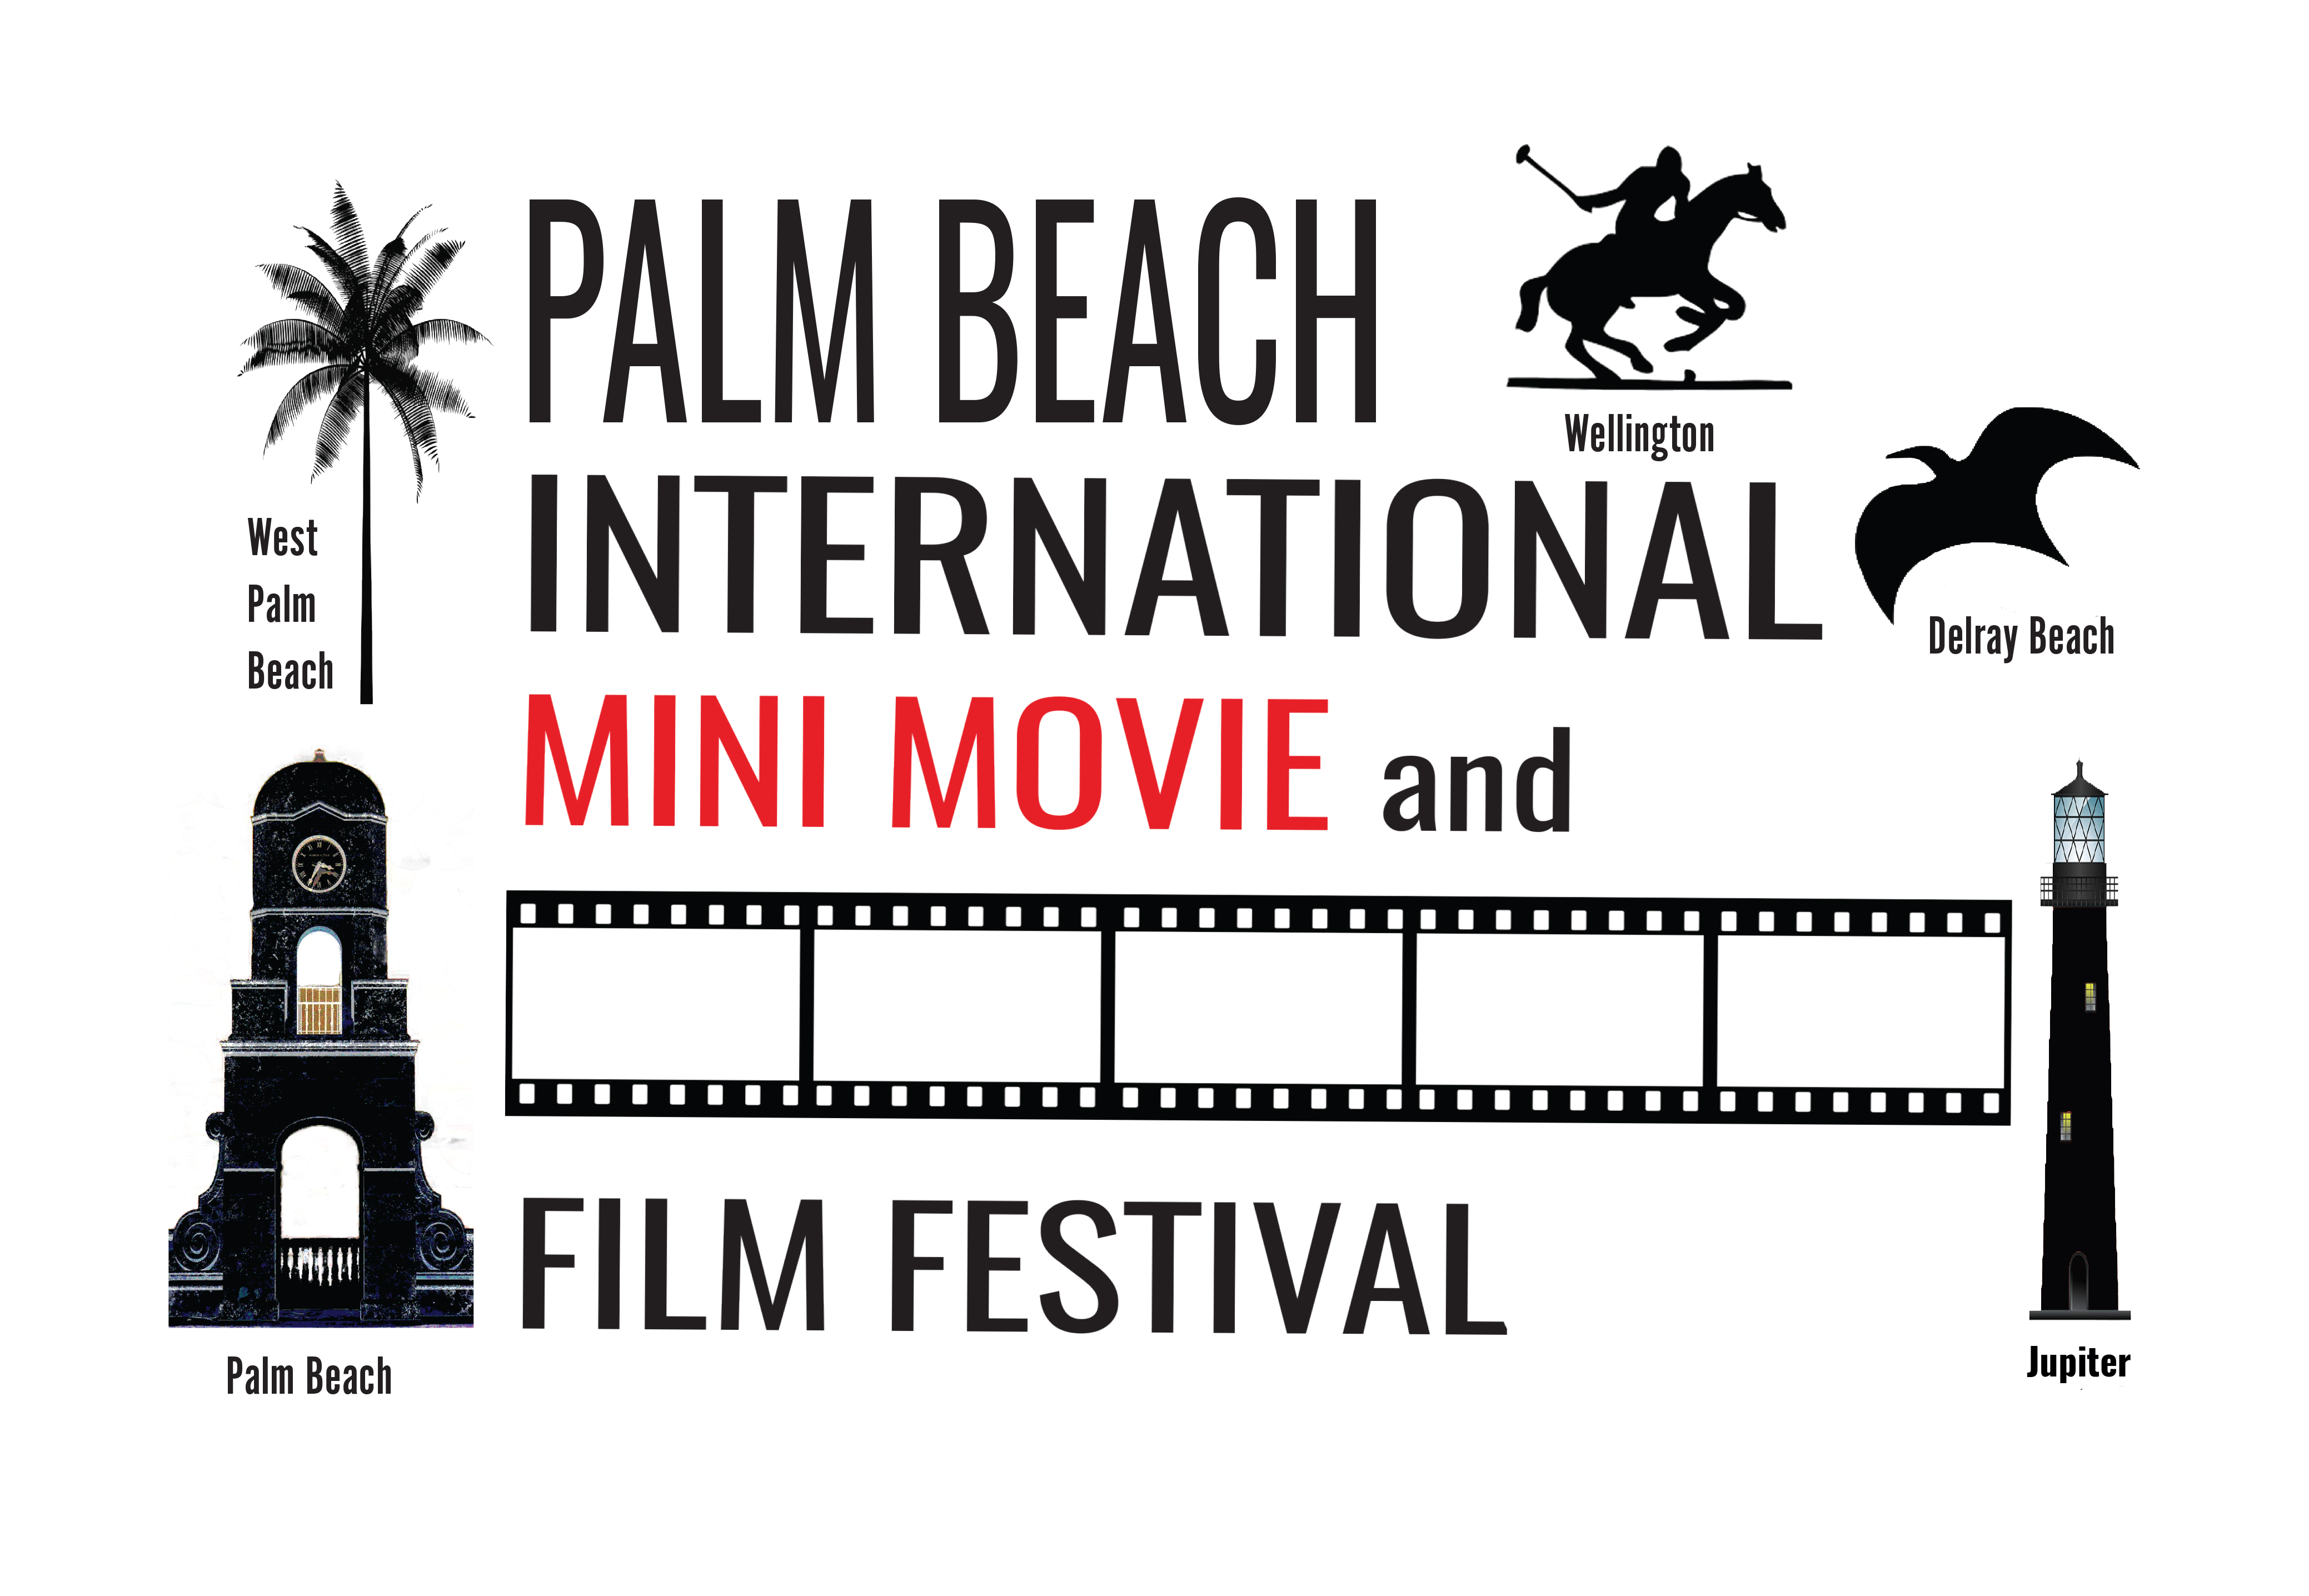 PALM BEACH
INTERNATIONAL
MINI MOVIE and
FILM FESTIVAL
West
Palm
Beach
Palm Beach
Wellington
Delray Beach
Jupiter